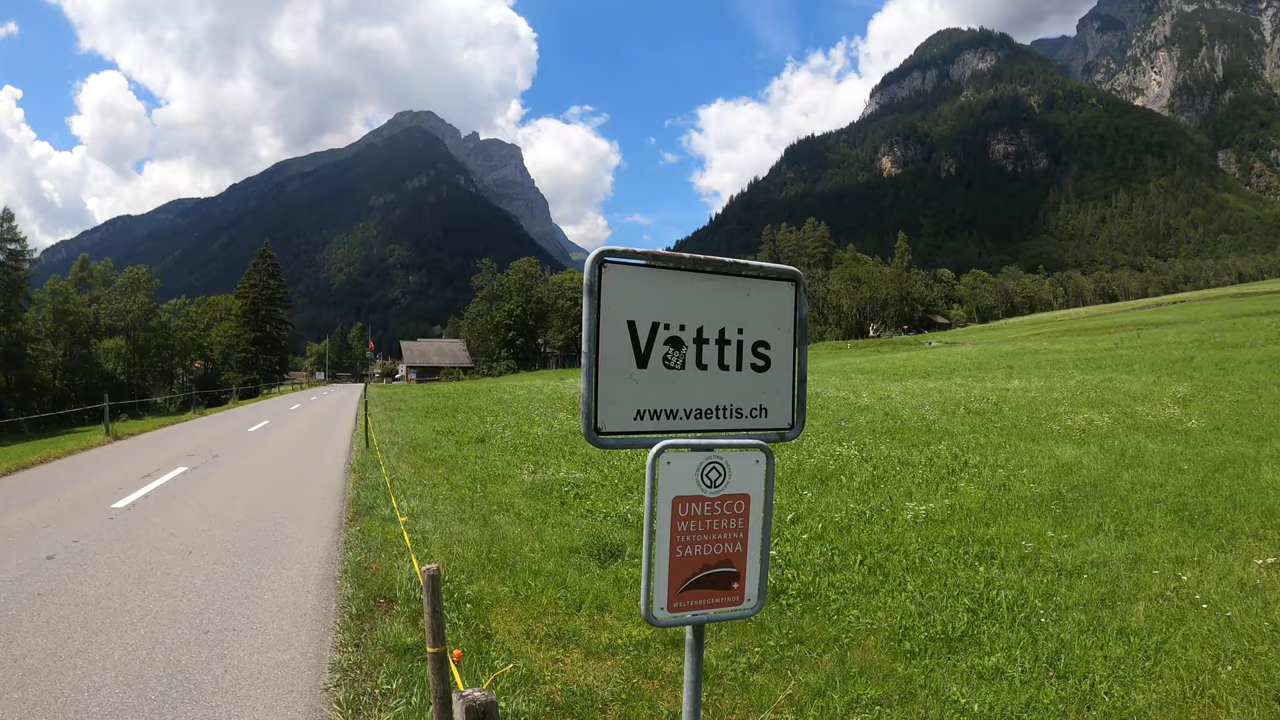 Vättis
www.vaettis.ch
UNESCO
WELTERBE
TEKTONIKARENA
SARDONA
WELTERBEGEMEINDE